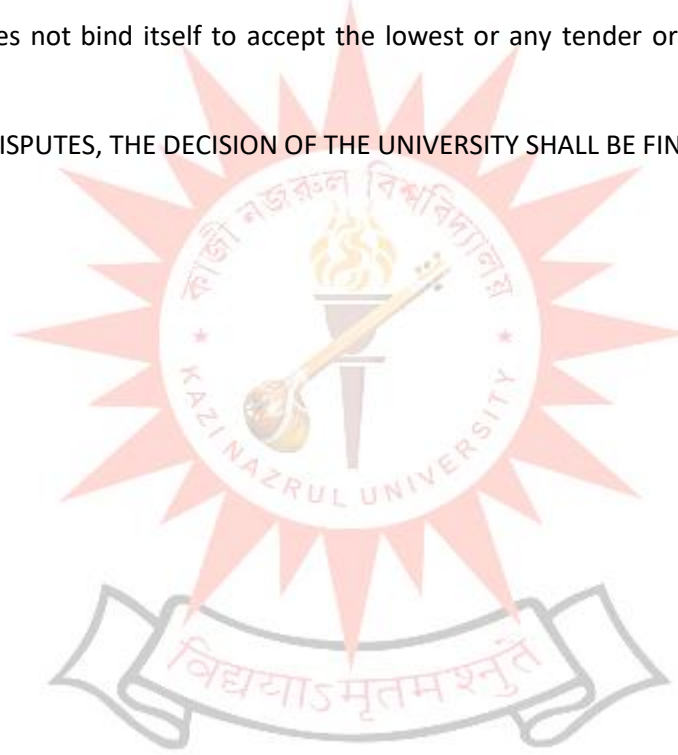 es not bind itself to accept the lowest or any tender or
ISPUTES, THE DECISION OF THE UNIVERSITY SHALL BE FIN
কাজী নজরুল বিশ্ববিদ্যালয়
KAZI NAZRUL UNIVERSITY
विद्ययाऽमृतमश्नुते